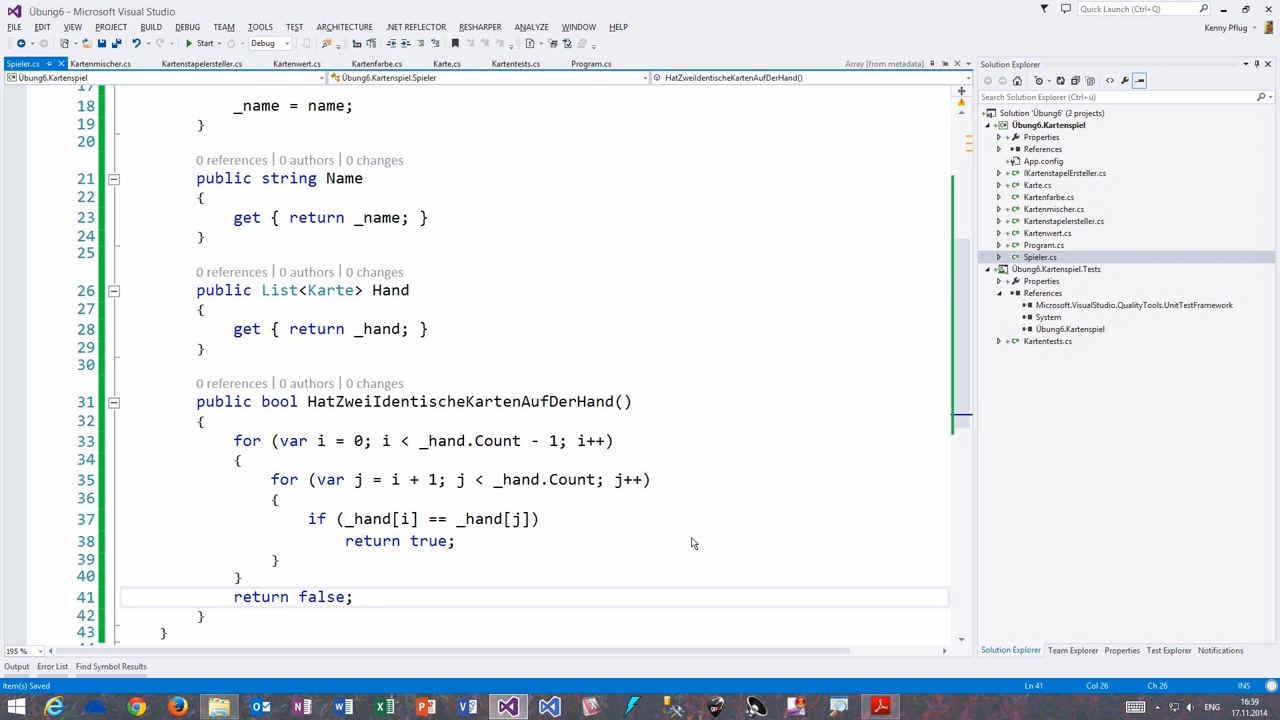 Übung6 - Microsoft Visual Studio
Quick Launch (Ctrl+Q)
FILE EDIT VIEW PROJECT BUILD DEBUG TEAM TOOLS TEST ARCHITECTURE .NET REFLECTOR RESHARPER ANALYZE WINDOW HELP
Kenny Pflug
Start Debug
Spieler.cs Kartenmischer.cs Kartenstapelersteller.cs Kartenwert.cs Kartenfarbe.cs Karte.cs Kartentests.cs Program.cs Array [from metadata]
Übung6.Kartenspiel Übung6.Kartenspiel.Spieler HatZweiIdentischeKartenAufDerHand()
17
18 _name = name;
19 }
20
0 references | 0 authors | 0 changes
21 public string Name
22 {
23 get { return _name; }
24 }
25
0 references | 0 authors | 0 changes
26 public List<Karte> Hand
27 {
28 get { return _hand; }
29 }
30
0 references | 0 authors | 0 changes
31 public bool HatZweiIdentischeKartenAufDerHand()
32 {
33 for (var i = 0; i < _hand.Count - 1; i++)
34 {
35 for (var j = i + 1; j < _hand.Count; j++)
36 {
37 if (_hand[i] == _hand[j])
38 return true;
39 }
40 }
41 return false;
42 }
43 }
195 %
Solution Explorer
Search Solution Explorer (Ctrl+ü)
Solution 'Übung6' (2 projects)
Übung6.Kartenspiel
Properties
References
App.config
IKartenstapelErsteller.cs
Karte.cs
Kartenfarbe.cs
Kartenmischer.cs
Kartenstapelersteller.cs
Kartenwert.cs
Program.cs
Spieler.cs
Übung6.Kartenspiel.Tests
Properties
References
Microsoft.VisualStudio.QualityTools.UnitTestFramework
System
Übung6.Kartenspiel
Kartentests.cs
Solution Explorer Team Explorer Properties Test Explorer Notifications
Output Error List Find Symbol Results
Item(s) Saved Ln 41 Col 26 Ch 26 INS
16:59
17.11.2014